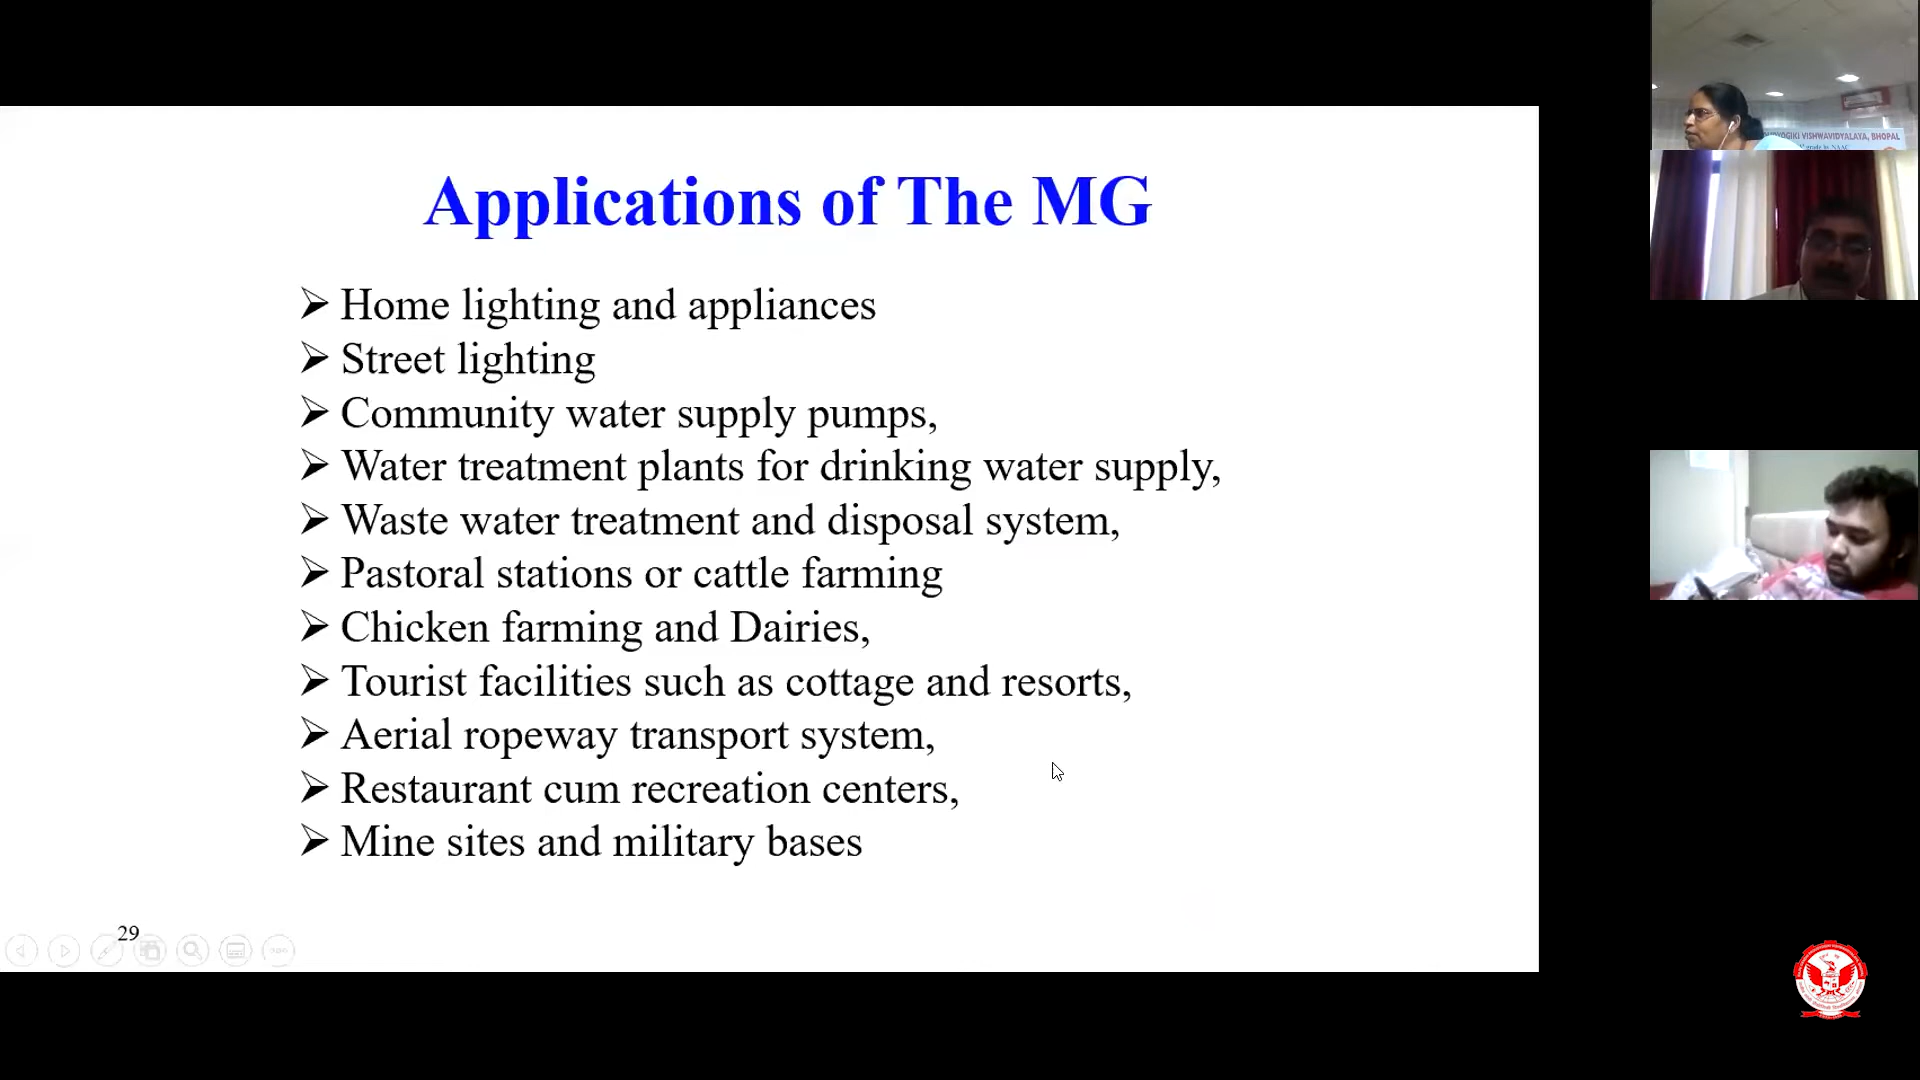 Applications of The MG
➢ Home lighting and appliances
➢ Street lighting
➢ Community water supply pumps,
➢ Water treatment plants for drinking water supply,
➢ Waste water treatment and disposal system,
➢ Pastoral stations or cattle farming
➢ Chicken farming and Dairies,
➢ Tourist facilities such as cottage and resorts,
➢ Aerial ropeway transport system,
➢ Restaurant cum recreation centers,
➢ Mine sites and military bases
29
VISHWAVIDYALAYA, BHOPAL